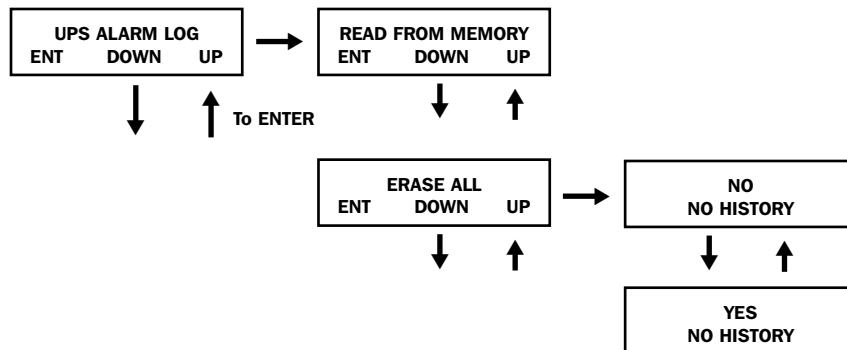 UPS ALARM LOG
ENT DOWN UP
READ FROM MEMORY
ENT DOWN UP
To ENTER
ERASE ALL
ENT DOWN UP
NO
NO HISTORY
YES
NO HISTORY